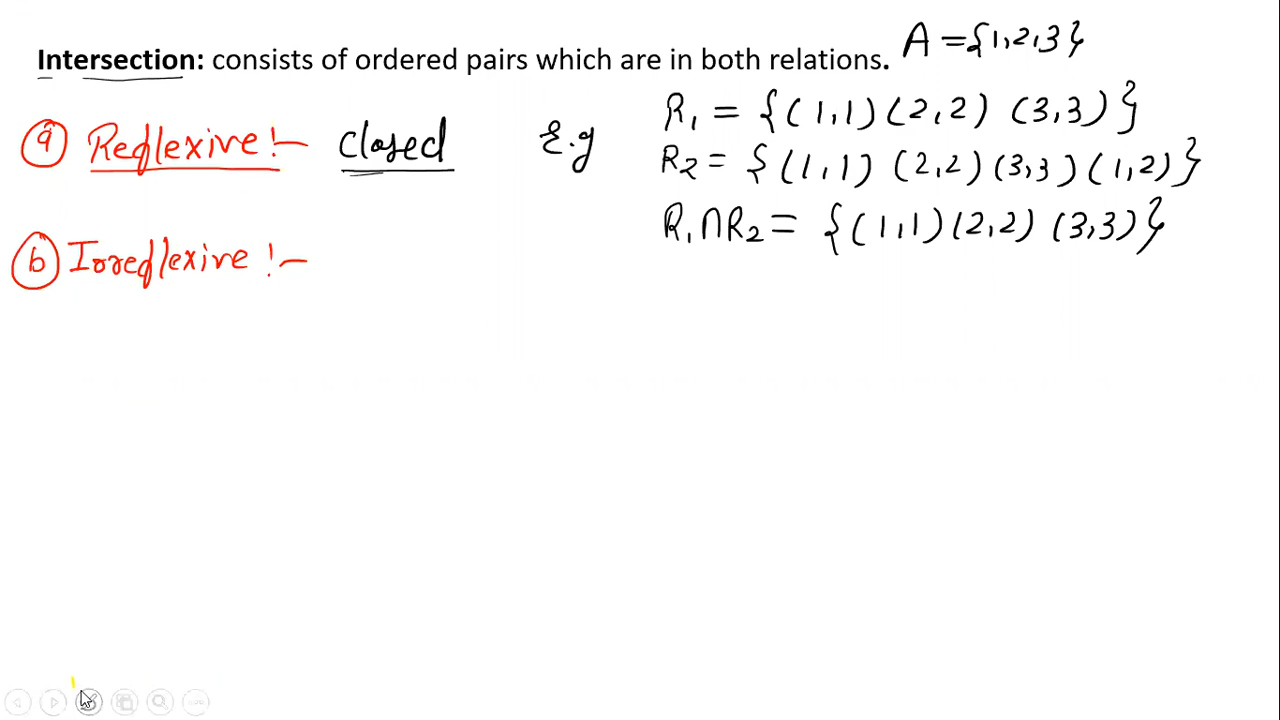 Intersection: consists of ordered pairs which are in both relations. A = {1,2,3}
(a) Reflexive :- closed E.g R₁ = {(1,1) (2,2) (3,3)}
R₂ = {(1,1) (2,2) (3,3) (1,2)}
R₁∩R₂ = {(1,1) (2,2) (3,3)}
(b) Irreflexive :-